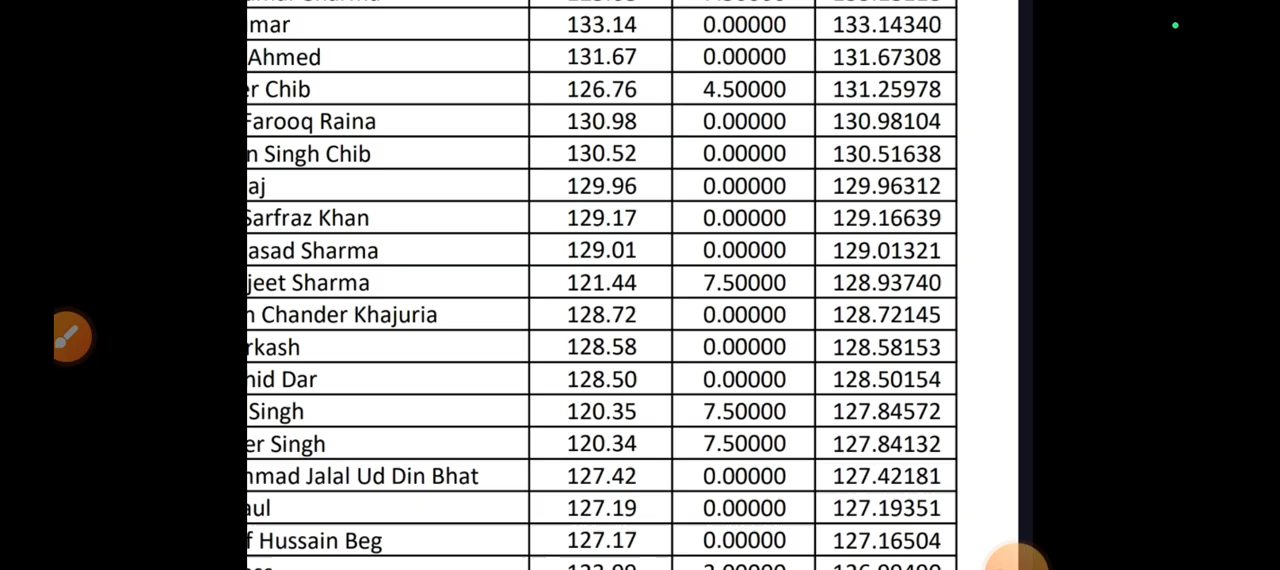 mar 133.14 0.00000 133.14340
Ahmed 131.67 0.00000 131.67308
er Chib 126.76 4.50000 131.25978
Farooq Raina 130.98 0.00000 130.98104
n Singh Chib 130.52 0.00000 130.51638
aj 129.96 0.00000 129.96312
Sarfraz Khan 129.17 0.00000 129.16639
asad Sharma 129.01 0.00000 129.01321
jeet Sharma 121.44 7.50000 128.93740
Chander Khajuria 128.72 0.00000 128.72145
rkash 128.58 0.00000 128.58153
hid Dar 128.50 0.00000 128.50154
Singh 120.35 7.50000 127.84572
er Singh 120.34 7.50000 127.84132
mmad Jalal Ud Din Bhat 127.42 0.00000 127.42181
aul 127.19 0.00000 127.19351
f Hussain Beg 127.17 0.00000 127.16504